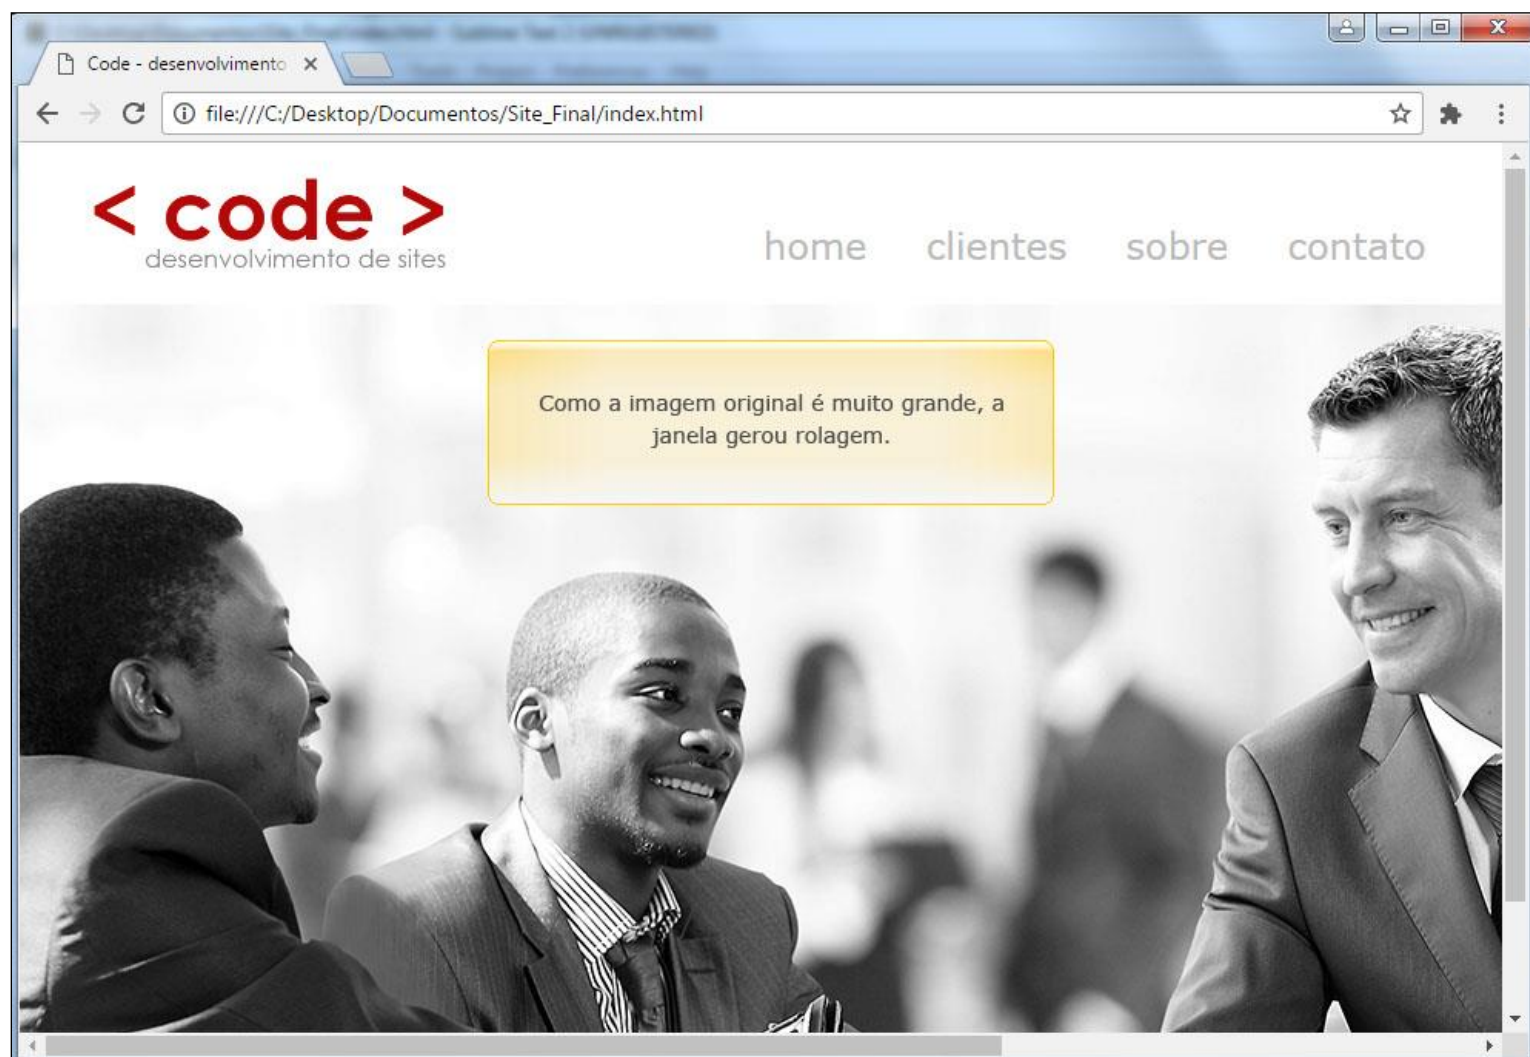 Code - desenvolvimento
file:///C:/Desktop/Documentos/Site_Final/index.html
< code >
desenvolvimento de sites
home clientes sobre contato
Como a imagem original é muito grande, a
janela gerou rolagem.